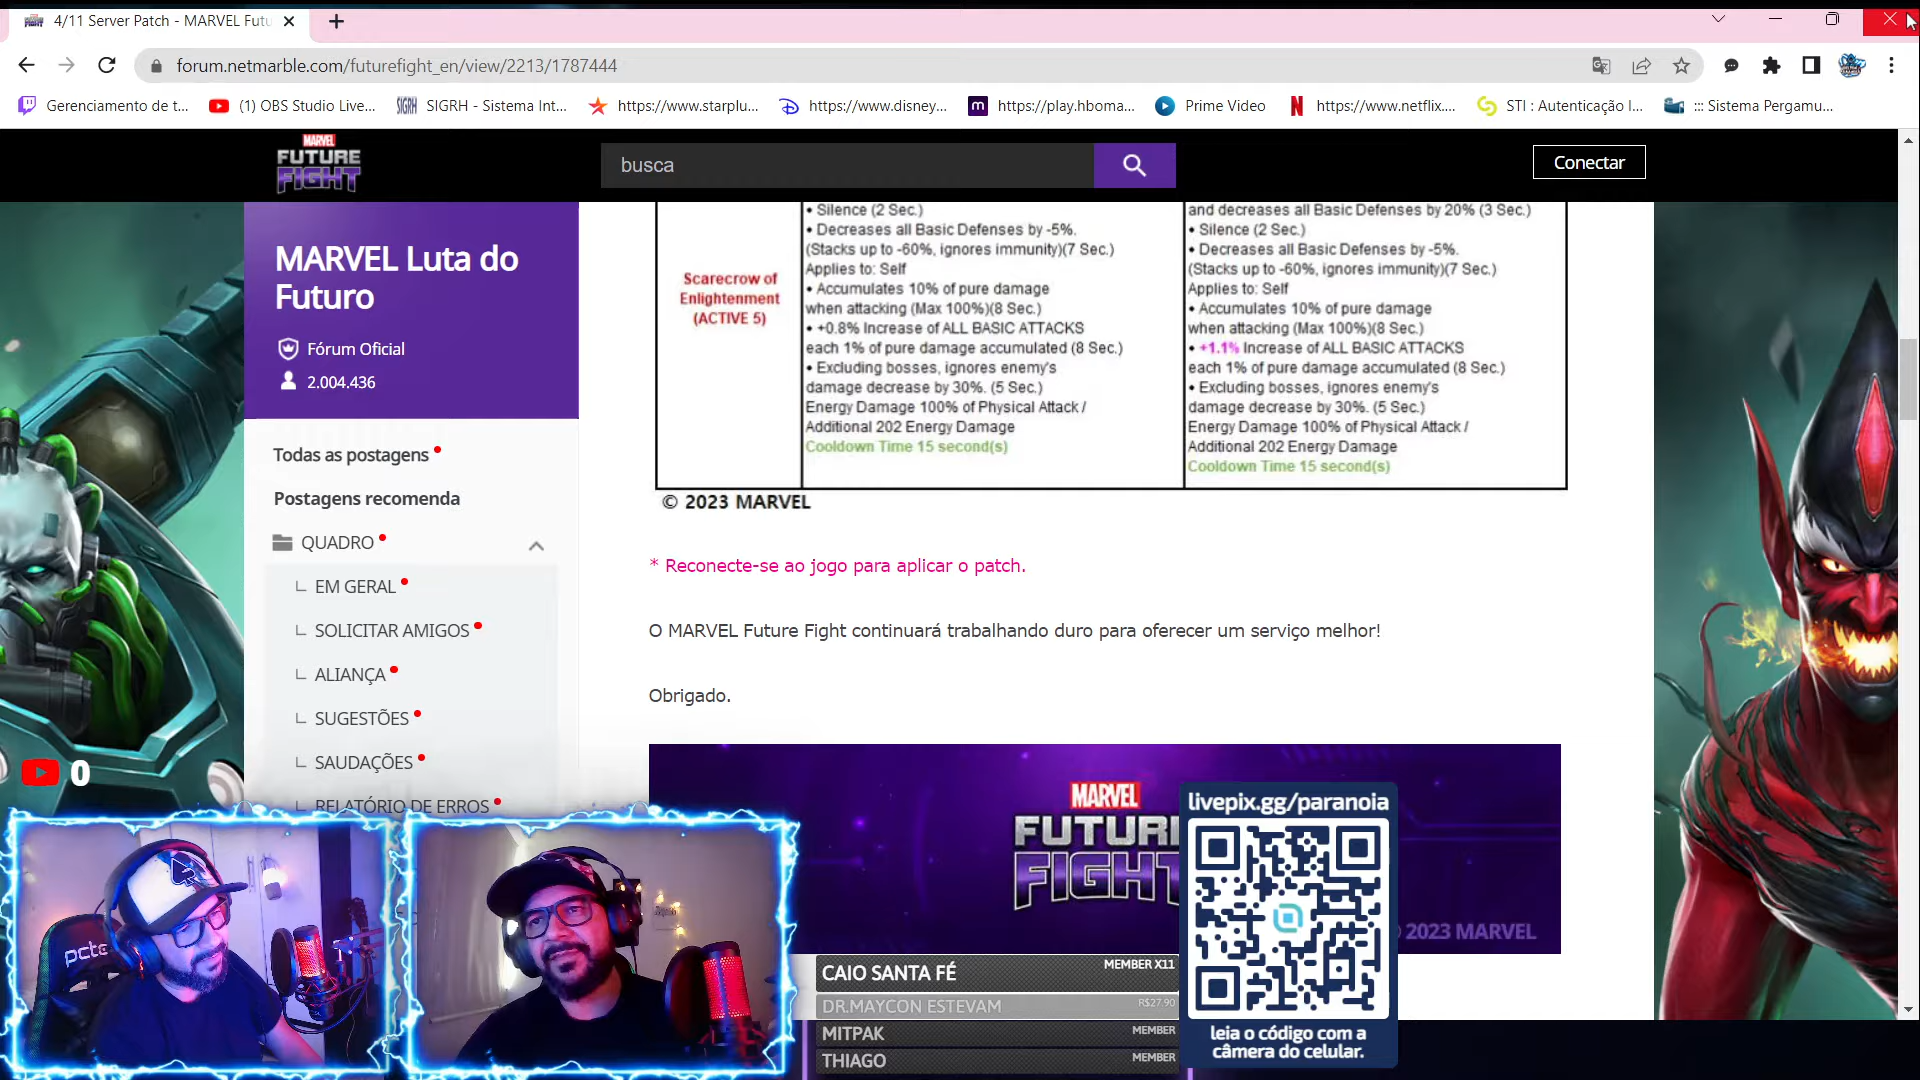 4/11 Server Patch - MARVEL Futu
forum.netmarble.com/futurefight_en/view/2213/1787444
Gerenciamento de t...
(1) OBS Studio Live...
SIGRH
SIGRH - Sistema Int...
https://www.starplu...
https://www.disney...
m
https://play.hboma...
Prime Video
N
https://www.netflix....
STI : Autenticação I...
::: Sistema Pergamu...
MARVEL
FUTURE
FIGHT
busca
Conectar
MARVEL Luta do
Futuro
Fórum Oficial
2.004.436
Todas as postagens
Postagens recomenda
QUADRO
EM GERAL
SOLICITAR AMIGOS
ALIANÇA
SUGESTÕES
SAUDAÇÕES
RELATÓRIO DE ERROS
Scarecrow of
Enlightenment
(ACTIVE 5)
• Silence (2 Sec.)
• Decreases all Basic Defenses by -5%.
(Stacks up to -60%, ignores immunity)(7 Sec.)
Applies to: Self
• Accumulates 10% of pure damage
when attacking (Max 100%)(8 Sec.)
• +0.8% Increase of ALL BASIC ATTACKS
each 1% of pure damage accumulated (8 Sec.)
• Excluding bosses, ignores enemy's
damage decrease by 30%. (5 Sec.)
Energy Damage 100% of Physical Attack /
Additional 202 Energy Damage
Cooldown Time 15 second(s)
and decreases all Basic Defenses by 20% (3 Sec.)
• Silence (2 Sec.)
• Decreases all Basic Defenses by -5%.
(Stacks up to -60%, ignores immunity)(7 Sec.)
Applies to: Self
• Accumulates 10% of pure damage
when attacking (Max 100%)(8 Sec.)
• +1.1% Increase of ALL BASIC ATTACKS
each 1% of pure damage accumulated (8 Sec.)
• Excluding bosses, ignores enemy's
damage decrease by 30%. (5 Sec.)
Energy Damage 100% of Physical Attack /
Additional 202 Energy Damage
Cooldown Time 15 second(s)
© 2023 MARVEL
* Reconecte-se ao jogo para aplicar o patch.
O MARVEL Future Fight continuará trabalhando duro para oferecer um serviço melhor!
Obrigado.
MARVEL
FUTUR
FIGHT
2023 MARVEL
0
livepix.gg/paranoia
leia o código com a
câmera do celular.
CAIO SANTA FÉ MEMBER X11
DR.MAYCON ESTEVAM R$27.90
MITPAK MEMBER
THIAGO MEMBER